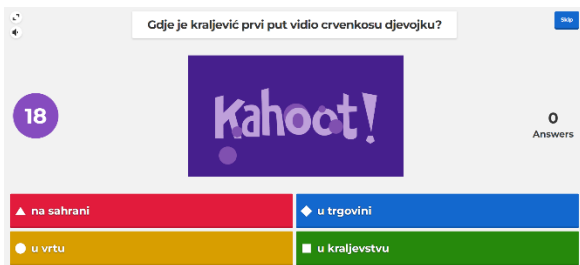 Gdje je kraljević prvi put vidio crvenkosu djevojku?
Skip
18
Kahoot!
0
Answers
na sahrani
u trgovini
u vrtu
u kraljevstvu